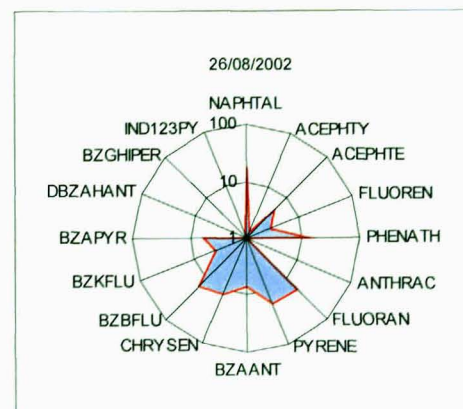 26/08/2002
NAPHTAL
100
IND123PY
ACEPHTY
BZGHIPER
ACEPHTE
10
DBZAHANT
FLUOREN
BZAPYR
1
PHENATH
BZKFLU
ANTHRAC
BZBFLU
FLUORAN
CHRYSEN
PYRENE
BZAANT